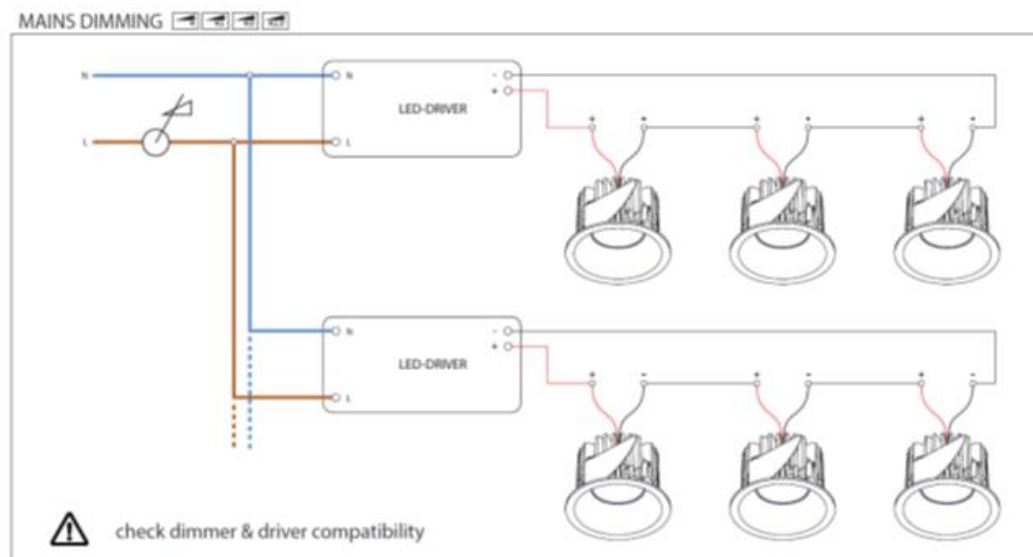 MAINS DIMMING
N
N
LED-DRIVER
-
+
L
L
+
-
+
-
+
-
N
LED-DRIVER
-
+
L
+
-
+
-
+
-
check dimmer & driver compatibility